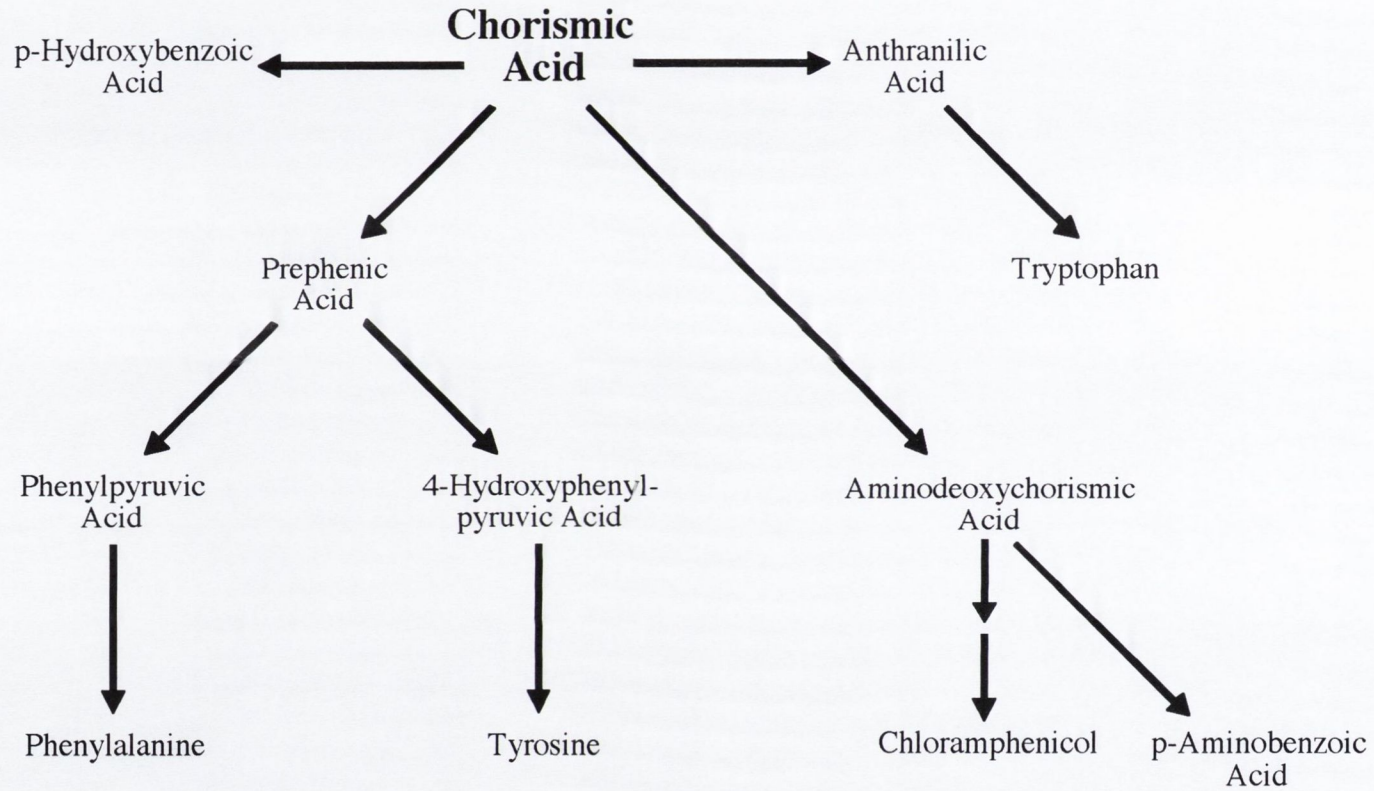 Chorismic
Acid
p-Hydroxybenzoic
Acid
Anthranilic
Acid
Prephenic
Acid
Tryptophan
Phenylpyruvic
Acid
4-Hydroxyphenyl-
pyruvic Acid
Aminodeoxychorismic
Acid
Phenylalanine
Tyrosine
Chloramphenicol
p-Aminobenzoic
Acid